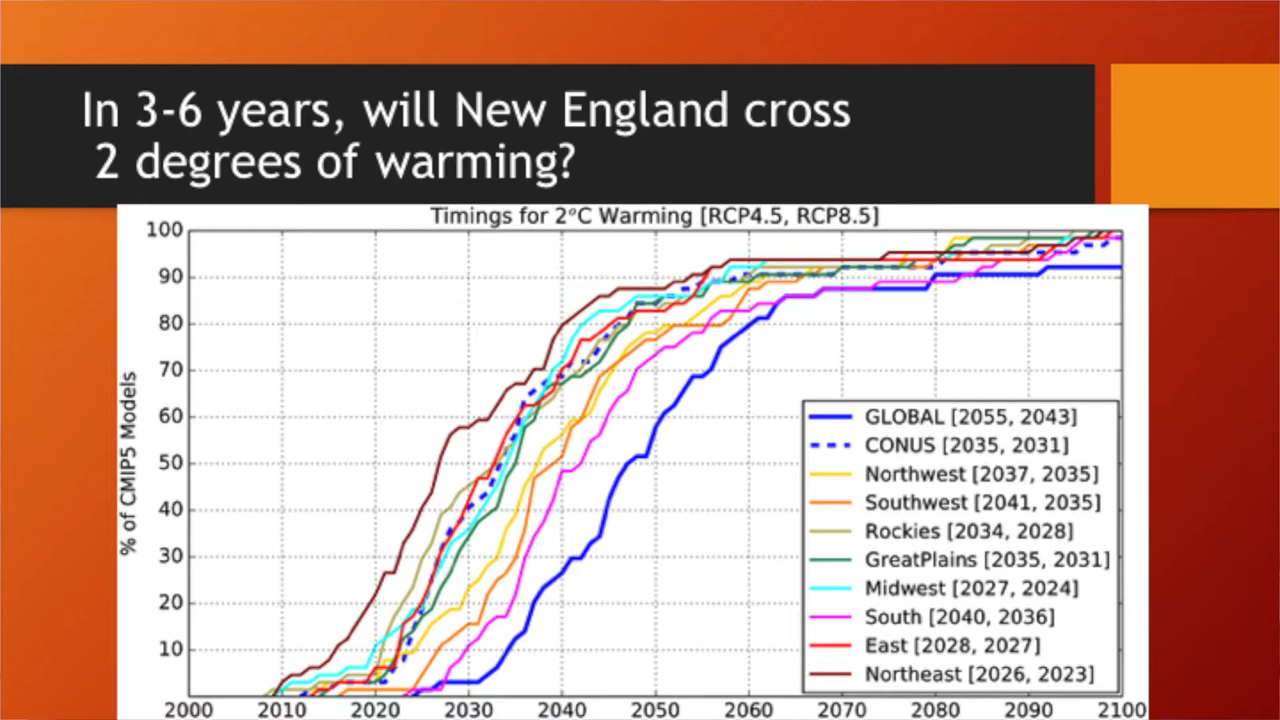 In 3-6 years, will New England cross
2 degrees of warming?
Timings for 2°C Warming [RCP4.5, RCP8.5]
% of CMIP5 Models
100
90
80
70
60
50
40
30
20
10
GLOBAL [2055, 2043]
CONUS [2035, 2031]
Northwest [2037, 2035]
Southwest [2041, 2035]
Rockies [2034, 2028]
GreatPlains [2035, 2031]
Midwest [2027, 2024]
South [2040, 2036]
East [2028, 2027]
Northeast [2026, 2023]
2000 2010 2020 2030 2040 2050 2060 2070 2080 2090 2100